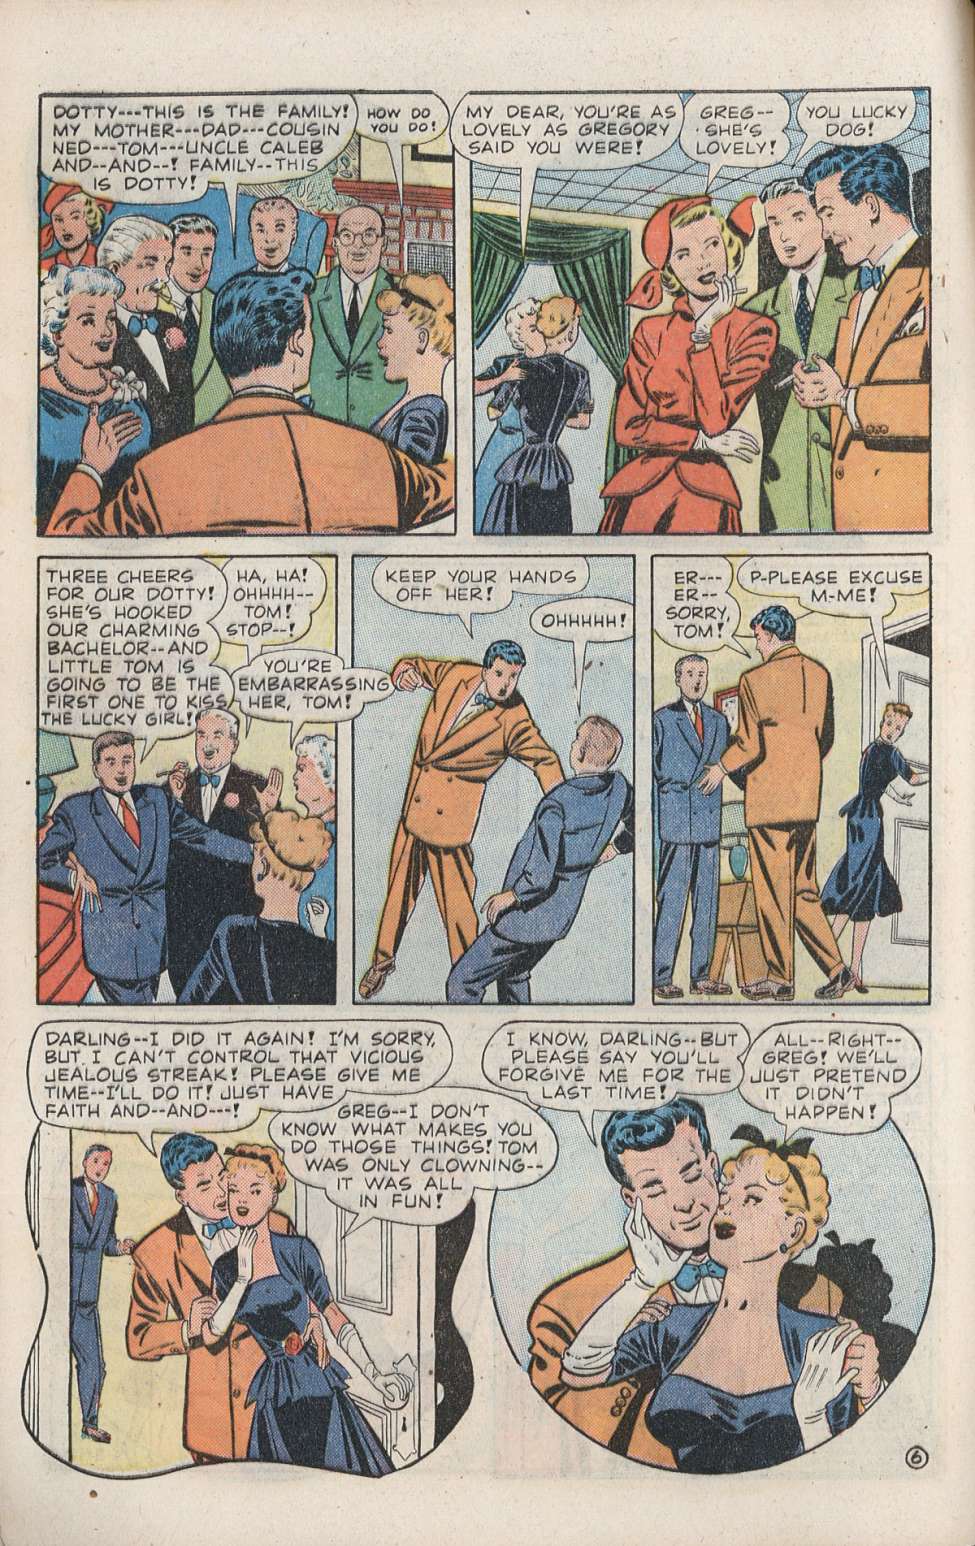 DOTTY---THIS IS THE FAMILY!
MY MOTHER---DAD---COUSIN
NED---TOM---UNCLE CALEB
AND--AND--! FAMILY--THIS
IS DOTTY!
HOW DO
YOU DO!
MY DEAR, YOU'RE AS
LOVELY AS GREGORY
SAID YOU WERE!
GREG--
SHE'S
LOVELY!
YOU LUCKY
DOG!
THREE CHEERS
FOR OUR DOTTY!
SHE'S HOOKED
OUR CHARMING
BACHELOR--AND
LITTLE TOM IS
GOING TO BE THE
FIRST ONE TO KISS
THE LUCKY GIRL!
HA, HA!
OHHHH--
TOM!
STOP--!
YOU'RE
EMBARRASSING
HER, TOM!
KEEP YOUR HANDS
OFF HER!
OHHHHH!
ER---
ER--
SORRY,
TOM!
P-PLEASE EXCUSE
M-ME!
DARLING--I DID IT AGAIN! I'M SORRY,
BUT I CAN'T CONTROL THAT VICIOUS
JEALOUS STREAK! PLEASE GIVE ME
TIME--I'LL DO IT! JUST HAVE
FAITH AND--AND---!
GREG--I DON'T
KNOW WHAT MAKES YOU
DO THOSE THINGS! TOM
WAS ONLY CLOWNING--
IT WAS ALL
IN FUN!
I KNOW, DARLING--BUT
PLEASE SAY YOU'LL
FORGIVE ME FOR THE
LAST TIME!
ALL--RIGHT--
GREG! WE'LL
JUST PRETEND
IT DIDN'T
HAPPEN!
6